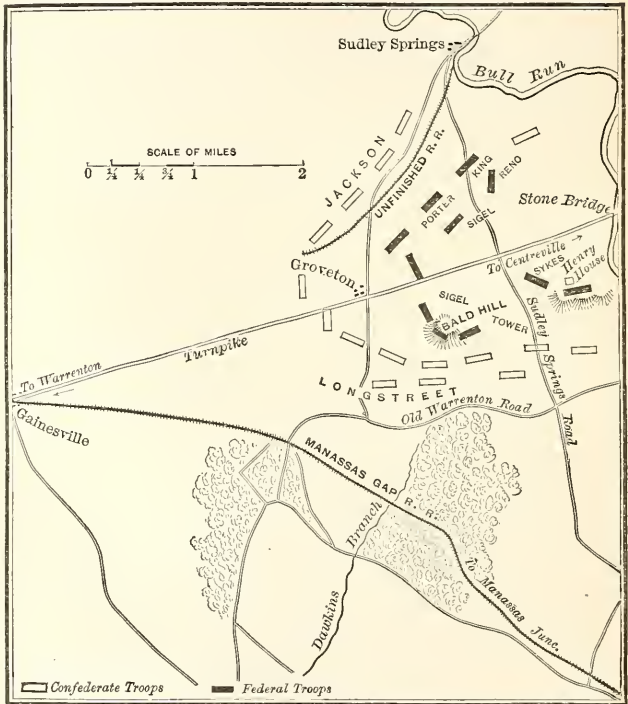 Sudley Springs
Bull Run
SCALE OF MILES
0 ¼ ½ ¾ 1 2
JACKSON
UNFINISHED R. R.
KING
RENO
PORTER
SIGEL
Stone Bridge
Groveton
To Centreville
SYKES
Henry House
SIGEL
BALD HILL
TOWER
Sudley Springs Road
Turnpike
To Warrenton
LONGSTREET
Old Warrenton Road
Gainesville
MANASSAS GAP R. R.
Dawkins Branch
To Manassas Junc.
Confederate Troops
Federal Troops